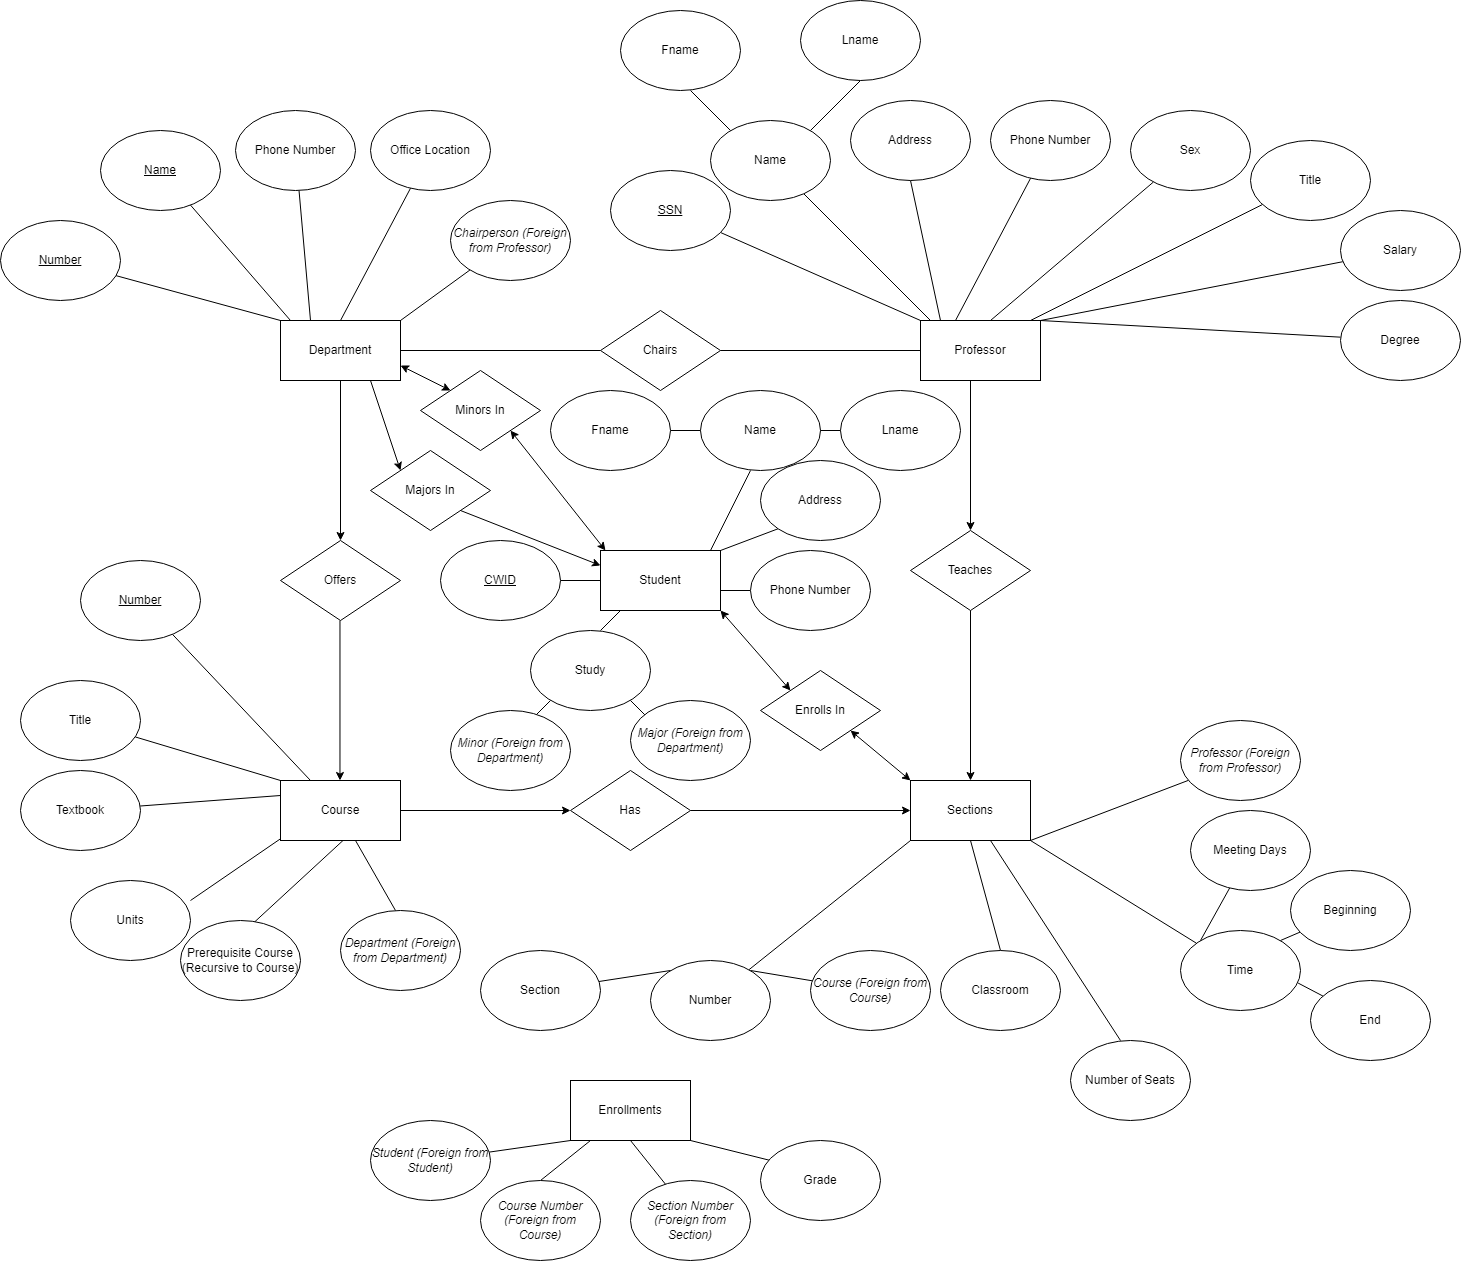 Fname
Lname
Name
Phone Number
Office Location
Name
Address
Phone Number
Sex
Title
SSN
Number
Chairperson (Foreign
from Professor)
Salary
Degree
Department
Chairs
Professor
Minors In
Fname
Name
Lname
Majors In
Address
Offers
CWID
Student
Phone Number
Teaches
Number
Study
Title
Minor (Foreign from
Department)
Major (Foreign from
Department)
Enrolls In
Professor (Foreign
from Professor)
Textbook
Course
Has
Sections
Meeting Days
Units
Prerequisite Course
(Recursive to Course)
Department (Foreign
from Department)
Beginning
Time
Section
Number
Course (Foreign from
Course)
Classroom
End
Number of Seats
Enrollments
Student (Foreign from
Student)
Course Number
(Foreign from
Course)
Section Number
(Foreign from
Section)
Grade